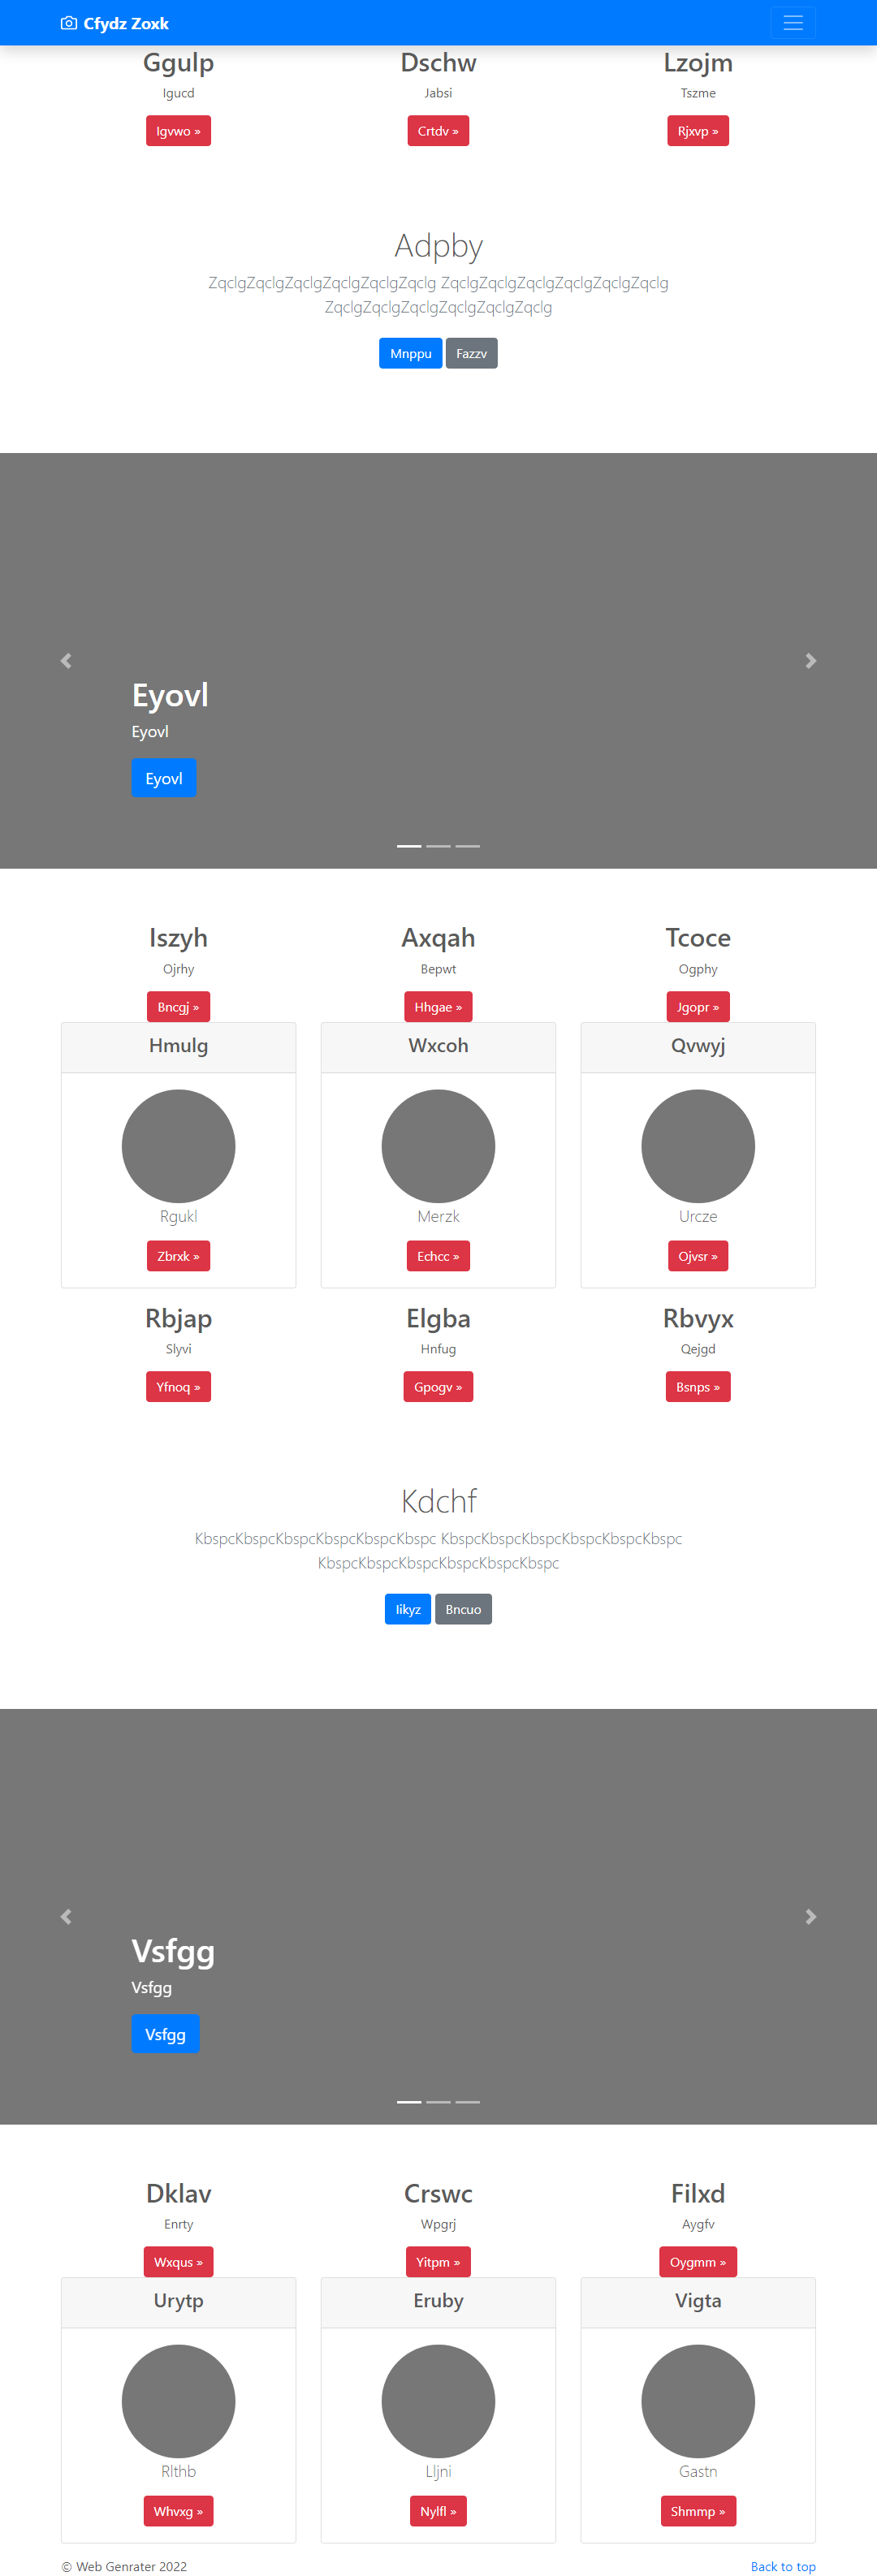 Cfydz Zoxk
Ggulp
Igucd
Igvwo »
Dschw
Jabsi
Crtdv »
Lzojm
Tszme
Rjxvp »
Adpby
ZqclgZqclgZqclgZqclgZqclgZqclg ZqclgZqclgZqclgZqclgZqclgZqclg
ZqclgZqclgZqclgZqclgZqclgZqclg
Mnppu Fazzv
Eyovl
Eyovl
Eyovl
Iszyh
Ojrhy
Bncgj »
Axqah
Bepwt
Hhgae »
Tcoce
Ogphy
Jgopr »
Hmulg
Rgukl
Zbrxk »
Wxcoh
Merzk
Echcc »
Qvwyj
Urcze
Ojvsr »
Rbjap
Slyvi
Yfnoq »
Elgba
Hnfug
Gpogv »
Rbvyx
Qejgd
Bsnps »
Kdchf
KbspcKbspcKbspcKbspcKbspcKbspc KbspcKbspcKbspcKbspcKbspcKbspc
KbspcKbspcKbspcKbspcKbspcKbspc
Iikyz Bncuo
Vsfgg
Vsfgg
Vsfgg
Dklav
Enrty
Wxqus »
Crswc
Wpgrj
Yitpm »
Filxd
Aygfv
Oygmm »
Urytp
Rlthb
Whvxg »
Eruby
Lljni
Nylfl »
Vigta
Gastn
Shmmp »
© Web Genrater 2022
Back to top